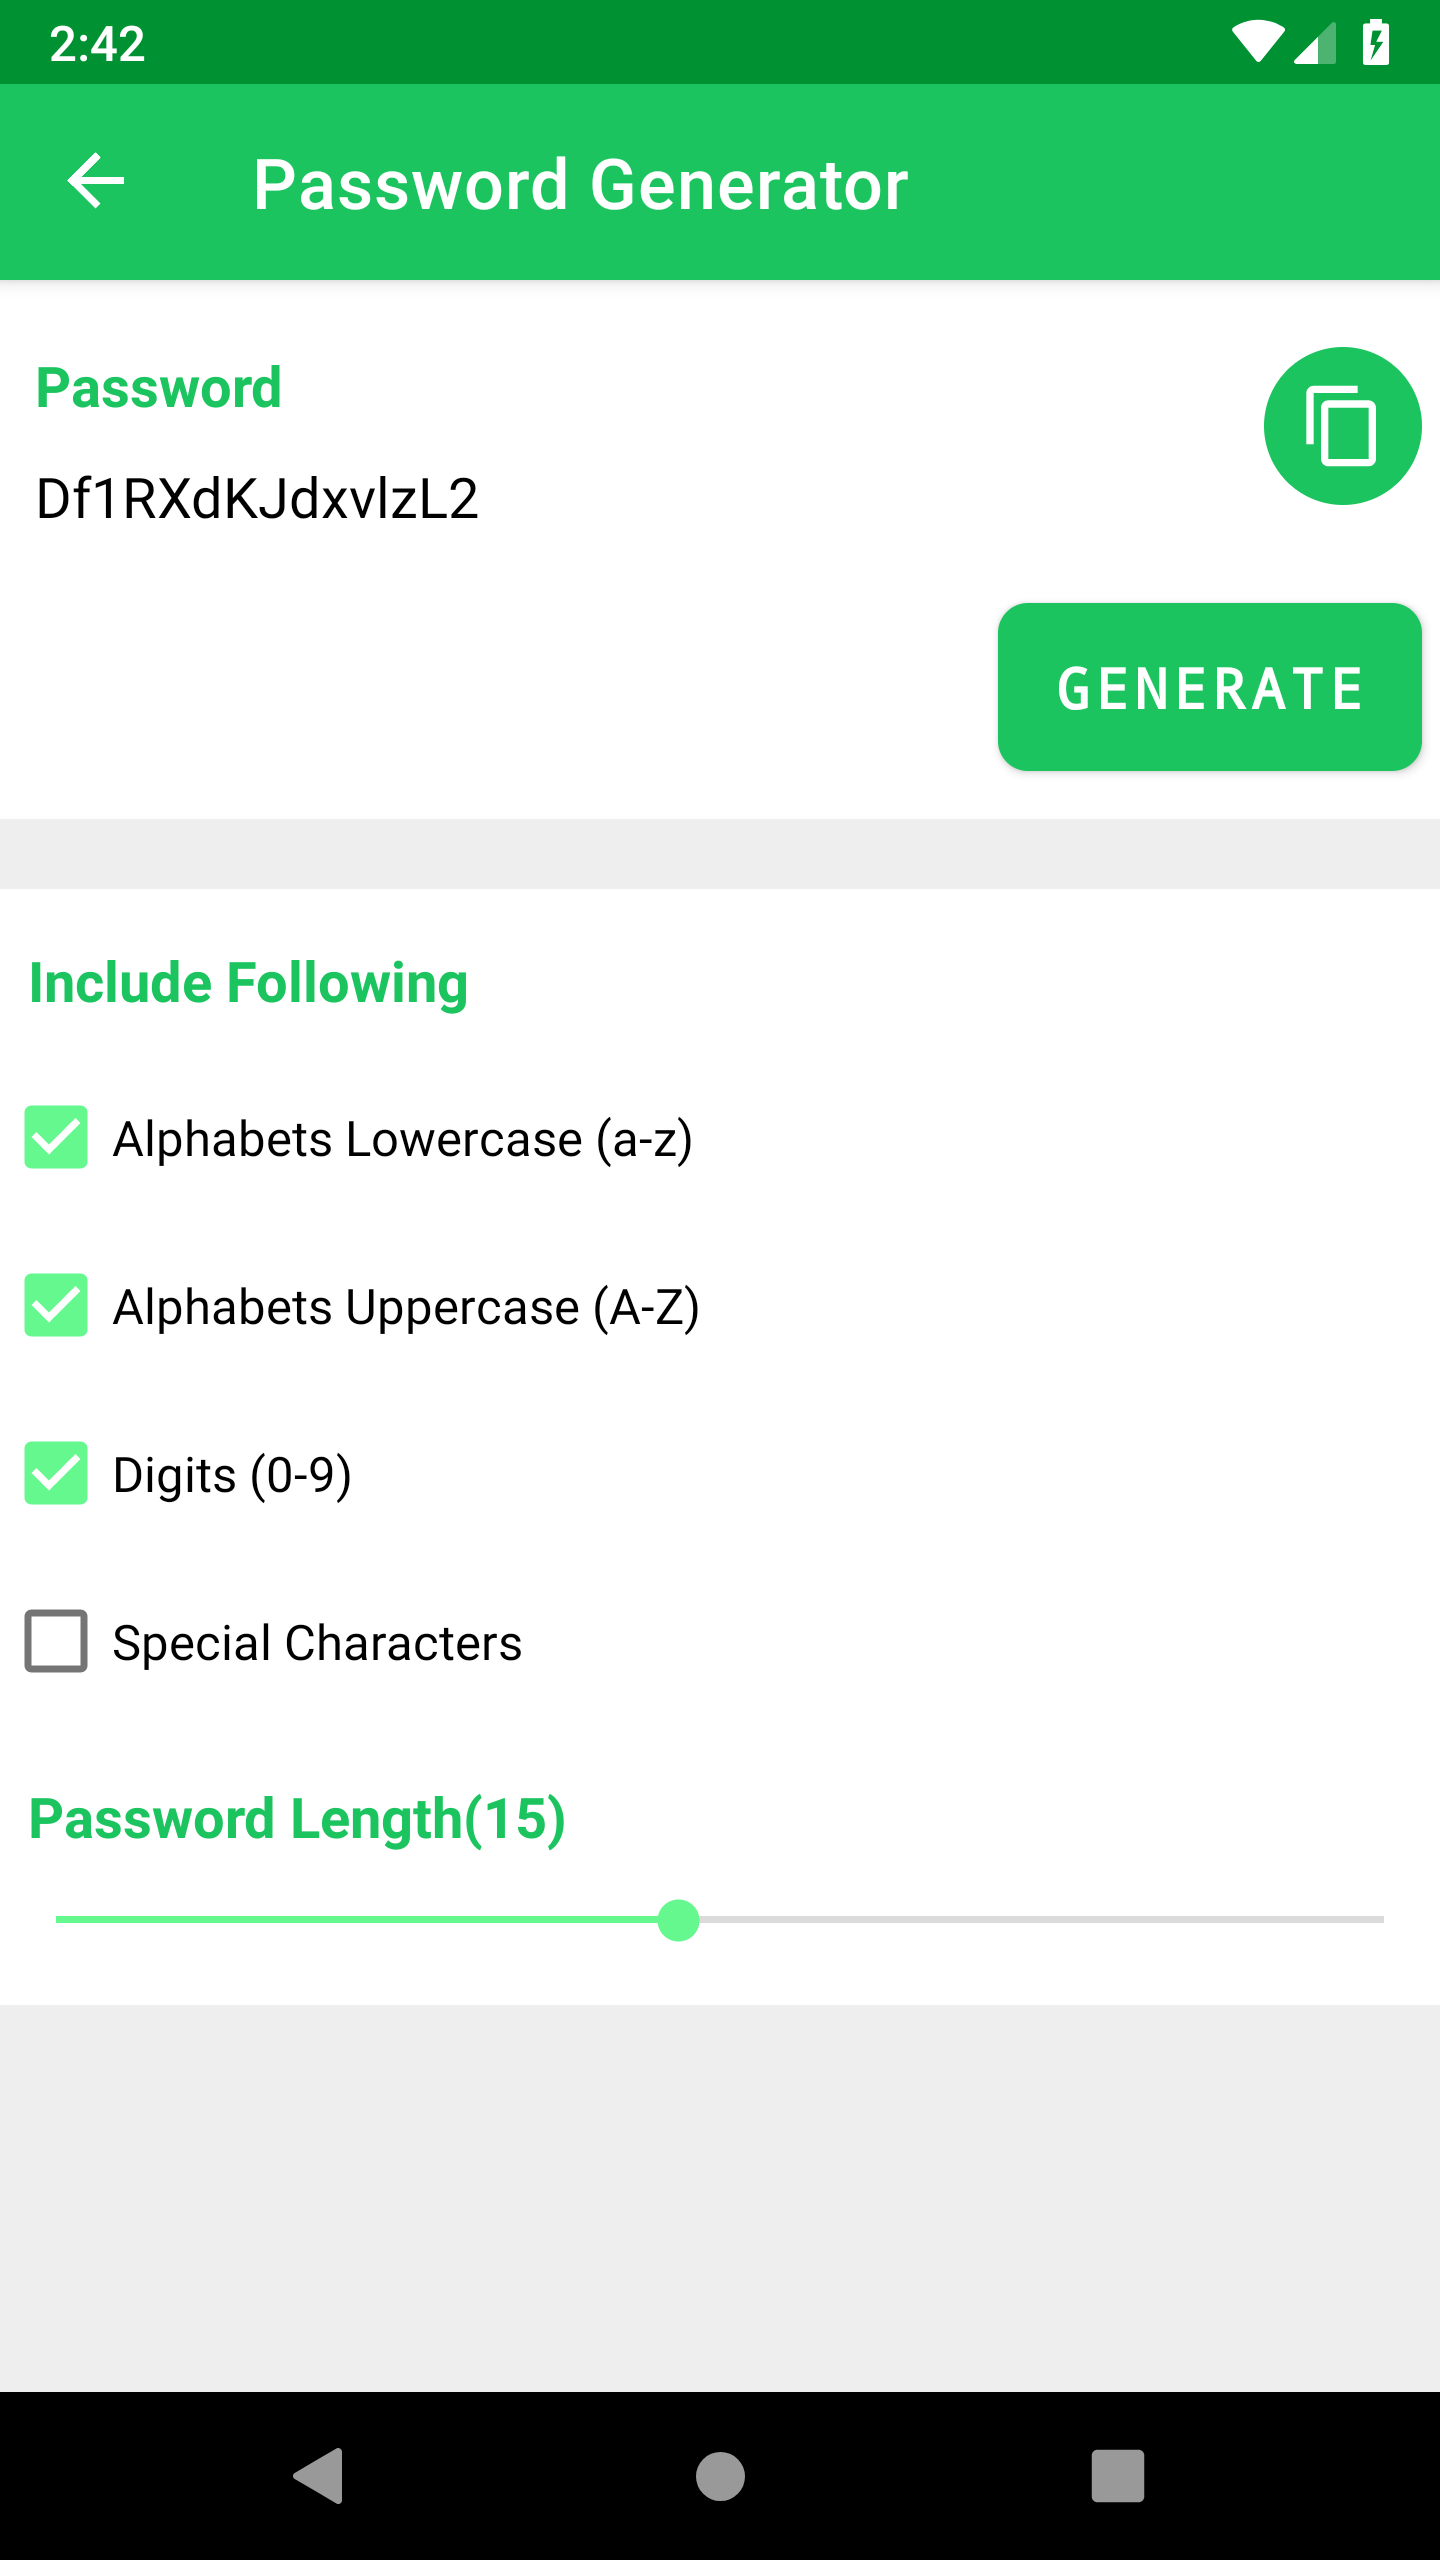 2:42
Password Generator
Password
Df1RXdKJdxvlzL2
GENERATE
Include Following
Alphabets Lowercase (a-z)
Alphabets Uppercase (A-Z)
Digits (0-9)
Special Characters
Password Length(15)